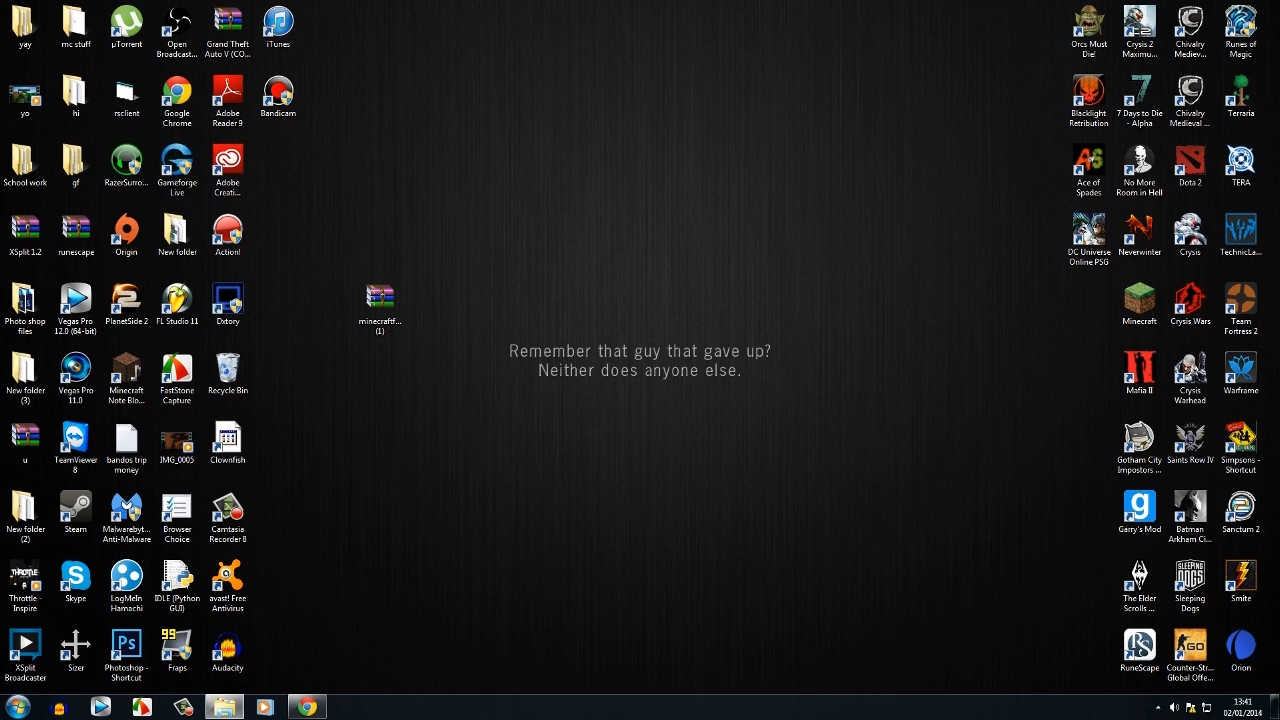 yay
mc stuff
µTorrent
Open
Broadcast...
Grand Theft
Auto V (CO...
iTunes
Orcs Must
Die!
Crysis 2
Maximu...
Chivalry
Mediev...
Runes of
Magic
yo
hi
rsclient
Google
Chrome
Adobe
Reader 9
Bandicam
Blacklight
Retribution
7 Days to Die
- Alpha
Chivalry
Medieval ...
Terraria
School work
gf
RazerSurro...
Gameforge
Live
Adobe
Creati...
Ace of
Spades
No More
Room in Hell
Dota 2
TERA
XSplit 1.2
runescape
Origin
New folder
Action!
DC Universe
Online PSG
Neverwinter
Crysis
TechnicLa...
Photo shop
files
Vegas Pro
12.0 (64-bit)
PlanetSide 2
FL Studio 11
Dxtory
minecraftf...
(1)
Minecraft
Crysis Wars
Team
Fortress 2
Remember that guy that gave up?
Neither does anyone else.
New folder
(3)
Vegas Pro
11.0
Minecraft
Note Blo...
FastStone
Capture
Recycle Bin
Mafia II
Crysis
Warhead
Warframe
u
TeamViewer
8
bandos trip
money
IMG_0005
Clownfish
Gotham City
Impostors ...
Saints Row IV
Simpsons -
Shortcut
New folder
(2)
Steam
Malwarebyt...
Anti-Malware
Browser
Choice
Camtasia
Recorder 8
Garry's Mod
Batman
Arkham Ci...
Sanctum 2
THROTTLE
Throttle -
Inspire
Skype
LogMeIn
Hamachi
IDLE (Python
GUI)
avast! Free
Antivirus
The Elder
Scrolls ...
SLEEPING
DOGS
Sleeping
Dogs
Smite
XSplit
Broadcaster
Sizer
Ps
Photoshop -
Shortcut
99
Fraps
Audacity
RS
RuneScape
GO
Counter-Str...
Global Offe...
Orion
13:41
02/01/2014